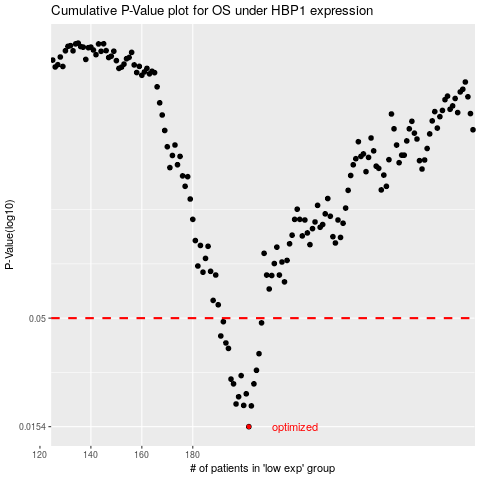 Cumulative P-Value plot for OS under HBP1 expression
P-Value(log10)
0.05
0.0154
optimized
120 140 160 180
# of patients in 'low exp' group